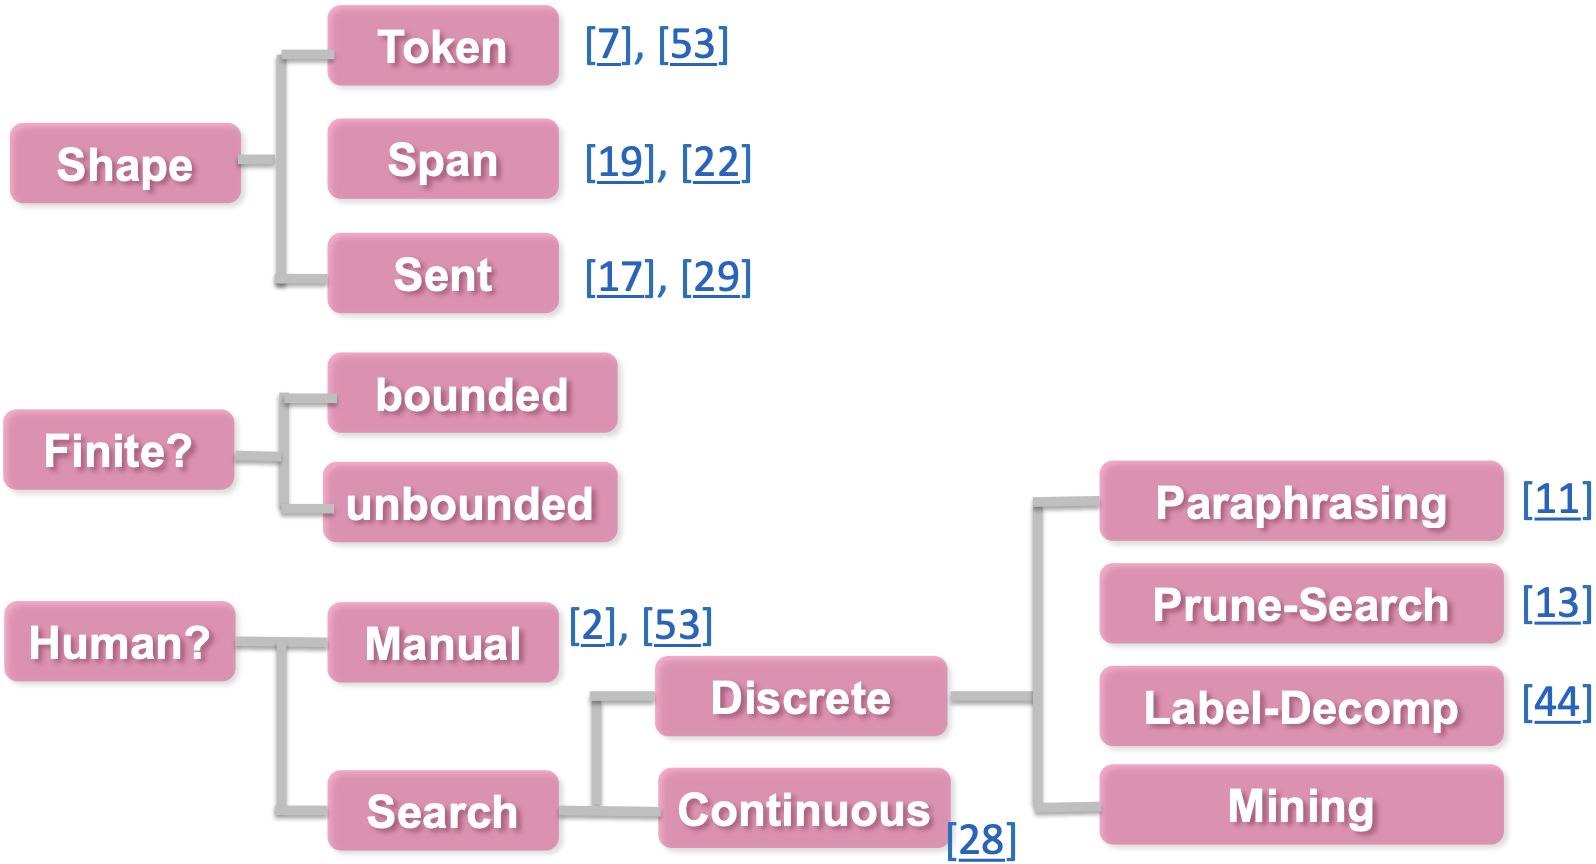 Shape
Token [7], [53]
Span [19], [22]
Sent [17], [29]
Finite?
bounded
unbounded
Human?
Manual [2], [53]
Search
Discrete
Continuous [28]
Paraphrasing [11]
Prune-Search [13]
Label-Decomp [44]
Mining